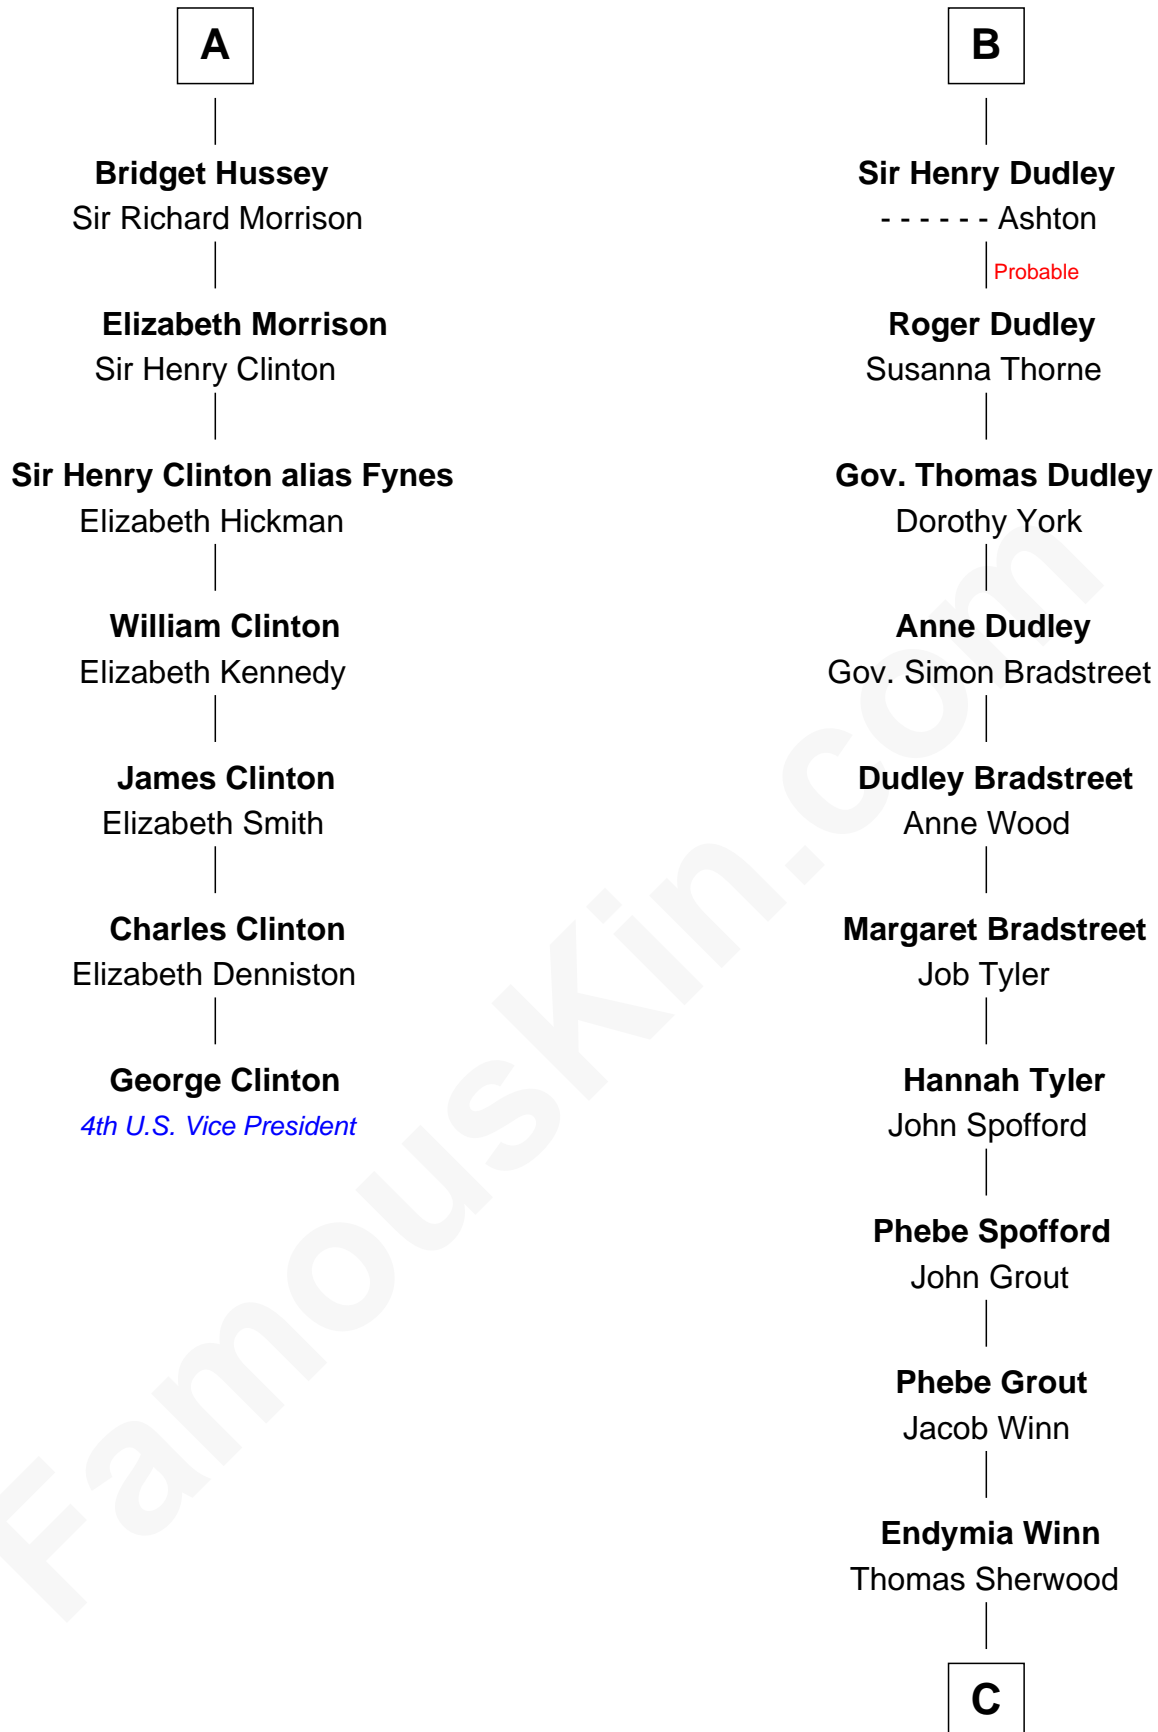 A
Bridget Hussey
Sir Richard Morrison
Elizabeth Morrison
Sir Henry Clinton
Sir Henry Clinton alias Fynes
Elizabeth Hickman
William Clinton
Elizabeth Kennedy
James Clinton
Elizabeth Smith
Charles Clinton
Elizabeth Denniston
George Clinton
4th U.S. Vice President
B
Sir Henry Dudley
- - - - - - Ashton
Probable
Roger Dudley
Susanna Thorne
Gov. Thomas Dudley
Dorothy York
Anne Dudley
Gov. Simon Bradstreet
Dudley Bradstreet
Anne Wood
Margaret Bradstreet
Job Tyler
Hannah Tyler
John Spofford
Phebe Spofford
John Grout
Phebe Grout
Jacob Winn
Endymia Winn
Thomas Sherwood
C
FamousKin.com